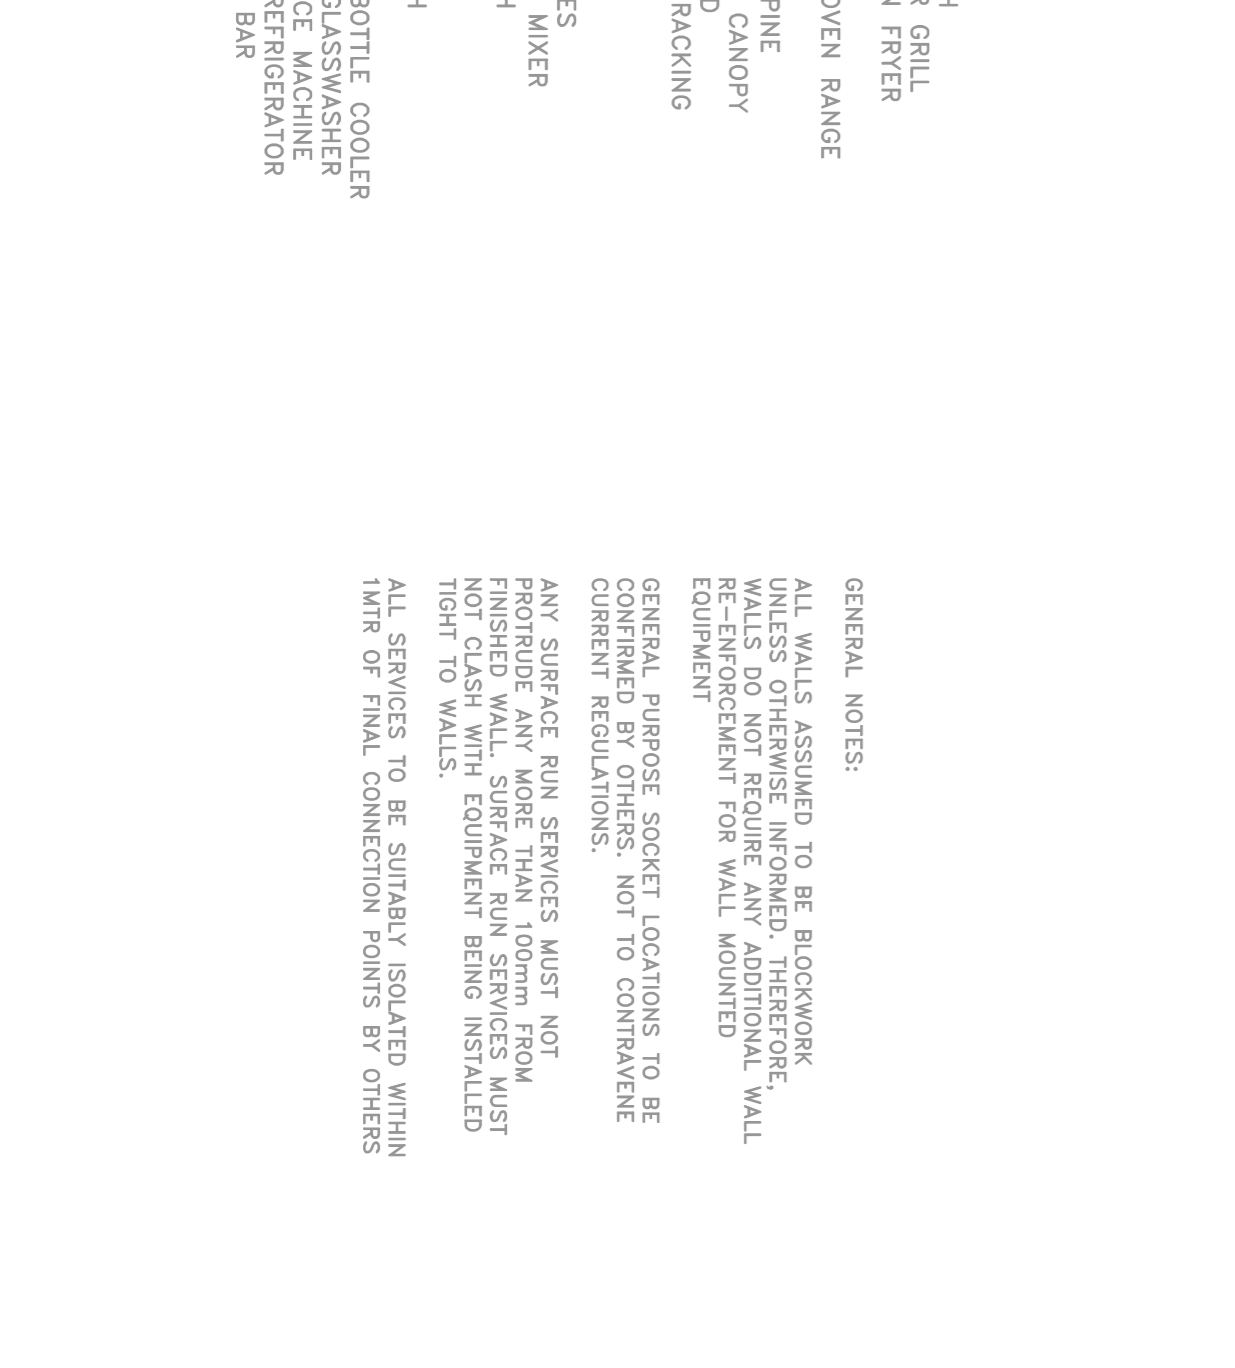 GRILL
FRYER
OVEN RANGE
PINE
CANOPY
RACKING
MIXER
BOTTLE COOLER
GLASSWASHER
MACHINE
REFRIGERATOR
BAR
GENERAL NOTES:
ALL WALLS ASSUMED TO BE BLOCKWORK
UNLESS OTHERWISE INFORMED. THEREFORE,
WALLS DO NOT REQUIRE ANY ADDITIONAL WALL
RE-ENFORCEMENT FOR WALL MOUNTED
EQUIPMENT
GENERAL PURPOSE SOCKET LOCATIONS TO BE
CONFIRMED BY OTHERS. NOT TO CONTRAVENE
CURRENT REGULATIONS.
ANY SURFACE RUN SERVICES MUST NOT
PROTRUDE ANY MORE THAN 100mm FROM
FINISHED WALL. SURFACE RUN SERVICES MUST
NOT CLASH WITH EQUIPMENT BEING INSTALLED
TIGHT TO WALLS.
ALL SERVICES TO BE SUITABLY ISOLATED WITHIN
1MTR OF FINAL CONNECTION POINTS BY OTHERS